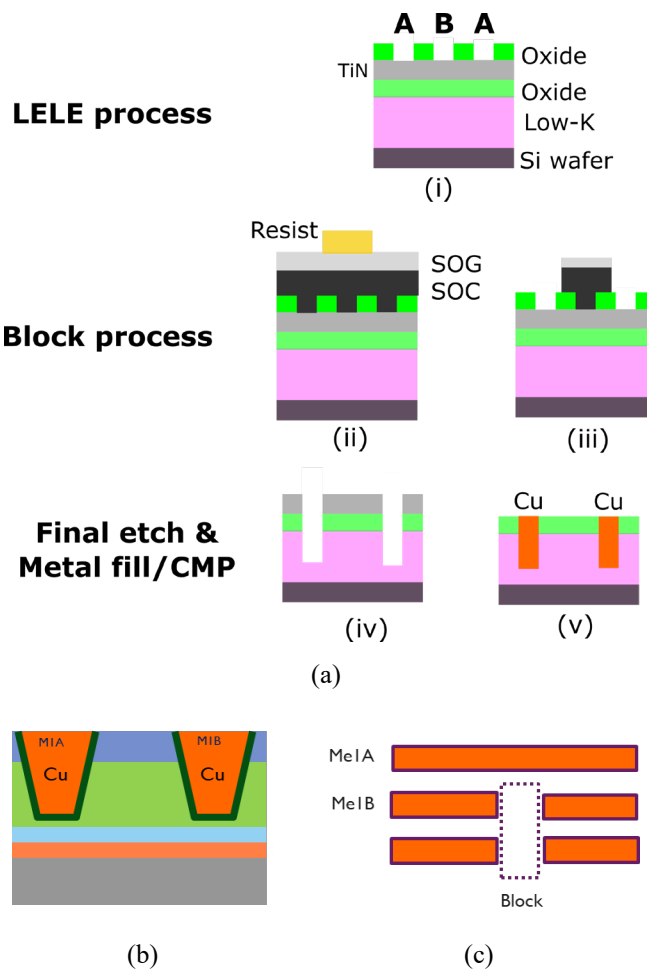 A B A
Oxide
TiN
Oxide
LELE process
Low-K
Si wafer
(i)
Resist
SOG
SOC
Block process
(ii)
(iii)
Final etch &
Metal fill/CMP
Cu
Cu
(iv)
(v)
(a)
M1A
M1B
Cu
Cu
Me1A
Me1B
Block
(b)
(c)